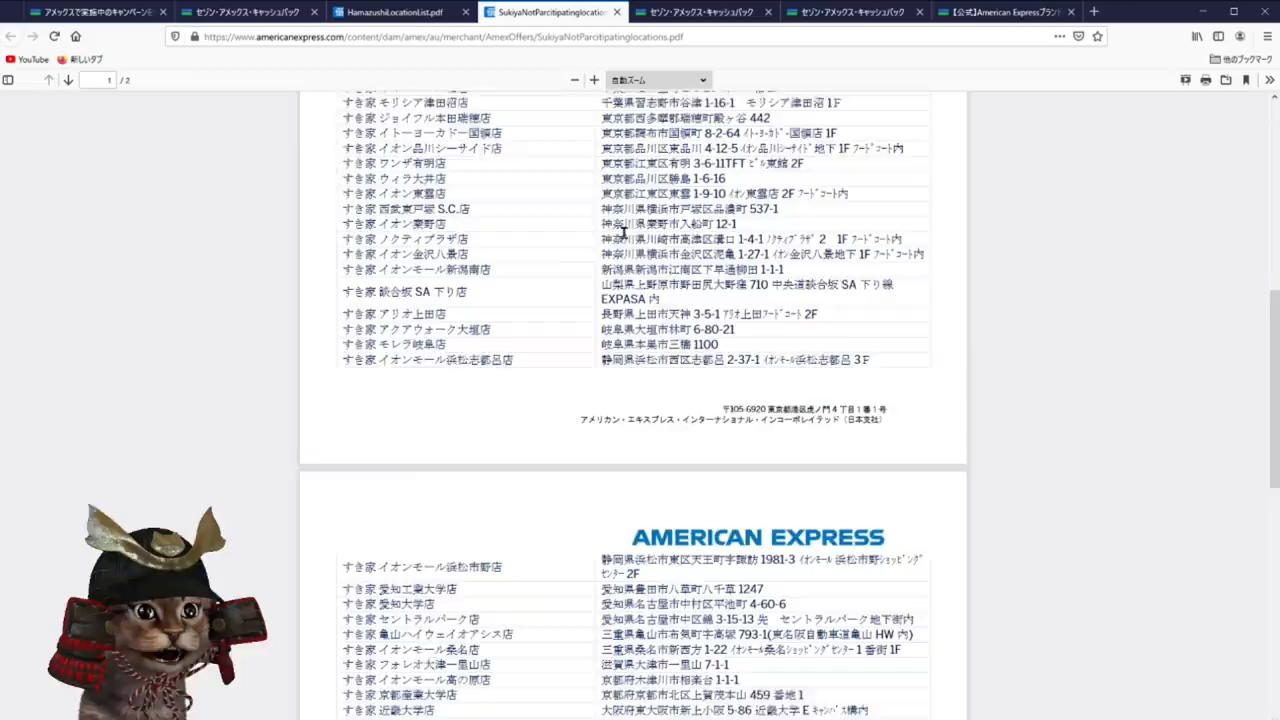 アメックスで実施中のキャンペーン
セゾン・アメックス・キャッシュバック
HamazushiLocationList.pdf
SukiyaNotParcitipatinglocation
セゾン・アメックス・キャッシュバック
セゾン・アメックス・キャッシュバック
【公式】American Expressブランド
https://www.americanexpress.com/content/dam/amex/au/merchant/AmexOffers/SukiyaNotParcitipatinglocations.pdf
YouTube 新しいタブ 他のブックマーク
1 / 2 自動ズーム
すき家 モリシア津田沼店 千葉県習志野市谷津 1-16-1 モリシア津田沼 1F
すき家 ジョイフル本田瑞穂店 東京都西多摩郡瑞穂町殿ヶ谷 442
すき家 イトーヨーカドー国領店 東京都調布市国領町 8-2-64 ｲﾄｰﾖｰｶﾄﾞｰ国領店 1F
すき家 イオン品川シーサイド店 東京都品川区東品川 4-12-5 ｲｵﾝ品川ｼｰｻｲﾄﾞ地下 1F ﾌｰﾄﾞｺｰﾄ内
すき家 ワンザ有明店 東京都江東区有明 3-6-11TFT ﾋﾞﾙ東館 2F
すき家 ウィラ大井店 東京都品川区勝島 1-6-16
すき家 イオン東雲店 東京都江東区東雲 1-9-10 ｲｵﾝ東雲店 2F ﾌｰﾄﾞｺｰﾄ内
すき家 西武東戸塚 S.C.店 神奈川県横浜市戸塚区品濃町 537-1
すき家 イオン秦野店 神奈川県秦野市入船町 12-1
すき家 ノクティプラザ店 神奈川県川崎市高津区溝口 1-4-1 ﾉｸﾃｨﾌﾟﾗｻﾞ 2 1F ﾌｰﾄﾞｺｰﾄ内
すき家 イオン金沢八景店 神奈川県横浜市金沢区泥亀 1-27-1 ｲｵﾝ金沢八景地下 1F ﾌｰﾄﾞｺｰﾄ内
すき家 イオンモール新潟南店 新潟県新潟市江南区下早通柳田 1-1-1
すき家 談合坂 SA 下り店 山梨県上野原市野田尻大野窪 710 中央道談合坂 SA 下り線
EXPASA 内
すき家 アリオ上田店 長野県上田市天神 3-5-1 ｱﾘｵ上田ﾌｰﾄﾞｺｰﾄ 2F
すき家 アクアウォーク大垣店 岐阜県大垣市林町 6-80-21
すき家 モレラ岐阜店 岐阜県本巣市三橋 1100
すき家 イオンモール浜松志都呂店 静岡県浜松市西区志都呂 2-37-1 ｲｵﾝﾓｰﾙ浜松志都呂 3F
〒105-6920 東京都港区虎ノ門 4 丁目 1 番 1 号
アメリカン・エキスプレス・インターナショナル・インコーポレイテッド（日本支社）
AMERICAN EXPRESS
すき家 イオンモール浜松市野店 静岡県浜松市東区天王町字諏訪 1981-3 ｲｵﾝﾓｰﾙ 浜松市野ｼｮｯﾋﾟﾝｸﾞ
ｾﾝﾀｰ 2F
すき家 愛知工業大学店 愛知県豊田市八草町八千草 1247
すき家 愛知大学店 愛知県名古屋市中村区平池町 4-60-6
すき家 セントラルパーク店 愛知県名古屋市中区錦 3-15-13 先 セントラルパーク地下街内
すき家 亀山ハイウェイオアシス店 三重県亀山市布気町字高塚 793-1(東名阪自動車道亀山 HW 内)
すき家 イオンモール桑名店 三重県桑名市新西方 1-22 ｲｵﾝﾓｰﾙ桑名ｼｮｯﾋﾟﾝｸﾞｾﾝﾀｰ 1 番街 1F
すき家 フォレオ大津一里山店 滋賀県大津市一里山 7-1-1
すき家 イオンモール高の原店 京都府木津川市相楽台 1-1-1
すき家 京都産業大学店 京都府京都市北区上賀茂本山 459 番地 1
すき家 近畿大学店 大阪府東大阪市新上小阪 5-86 近畿大学 E ｷｬﾝﾊﾟｽ構内